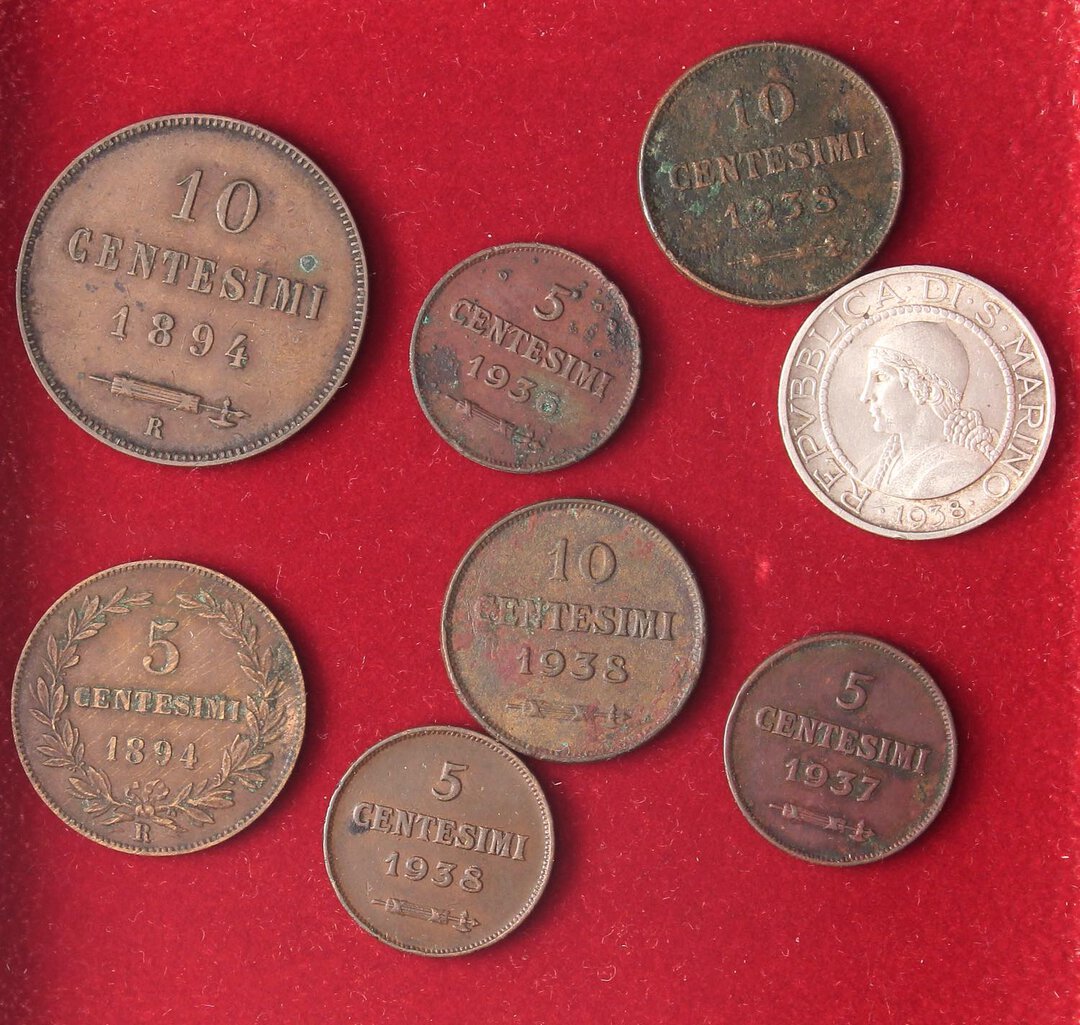 10
CENTESIMI
1894
R
10
CENTESIMI
1938
5
CENTESIMI
REPVBBLICA·DI·S·MARINO
·1938·
10
CENTESIMI
1938
5
CENTESIMI
1894
R
5
CENTESIMI
1937
5
CENTESIMI
1938